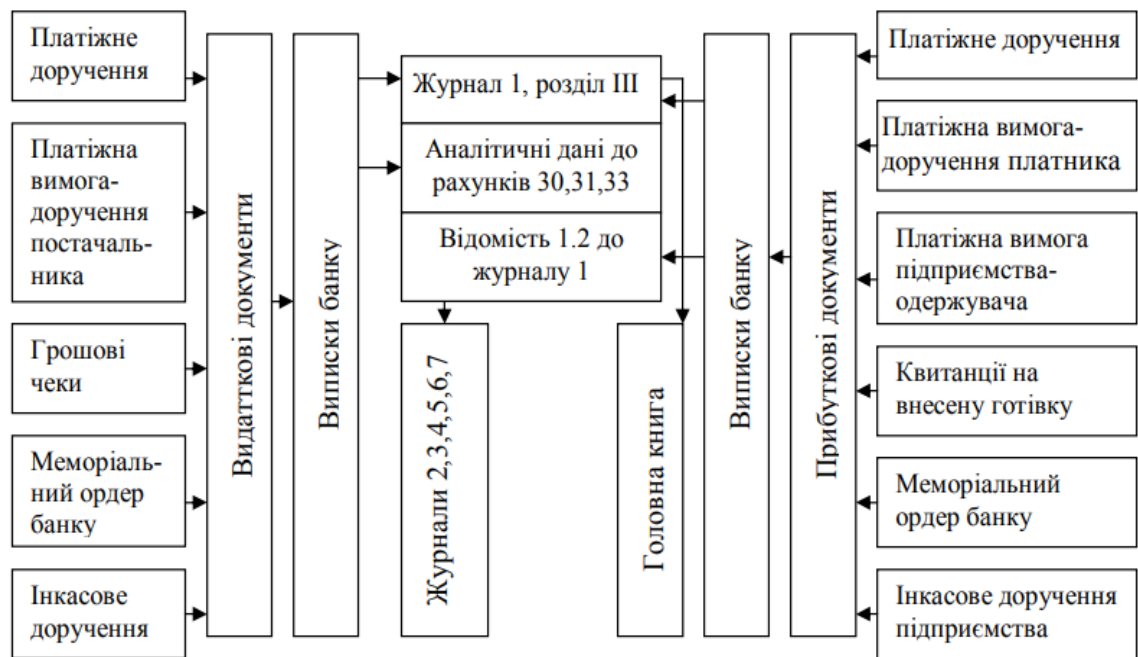 Платіжне
доручення
Платіжна
вимога-
доручення
постачаль-
ника
Грошові
чеки
Меморіаль-
ний ордер
банку
Інкасове
доручення
Видаткові документи
Виписки банку
Журнал 1, розділ III
Аналітичні дані до
рахунків 30,31,33
Відомість 1.2 до
журналу 1
Журнали 2,3,4,5,6,7
Головна книга
Виписки банку
Прибуткові документи
Платіжне доручення
Платіжна вимога-
доручення платника
Платіжна вимога
підприємства-
одержувача
Квитанції на
внесену готівку
Меморіальний
ордер банку
Інкасове доручення
підприємства